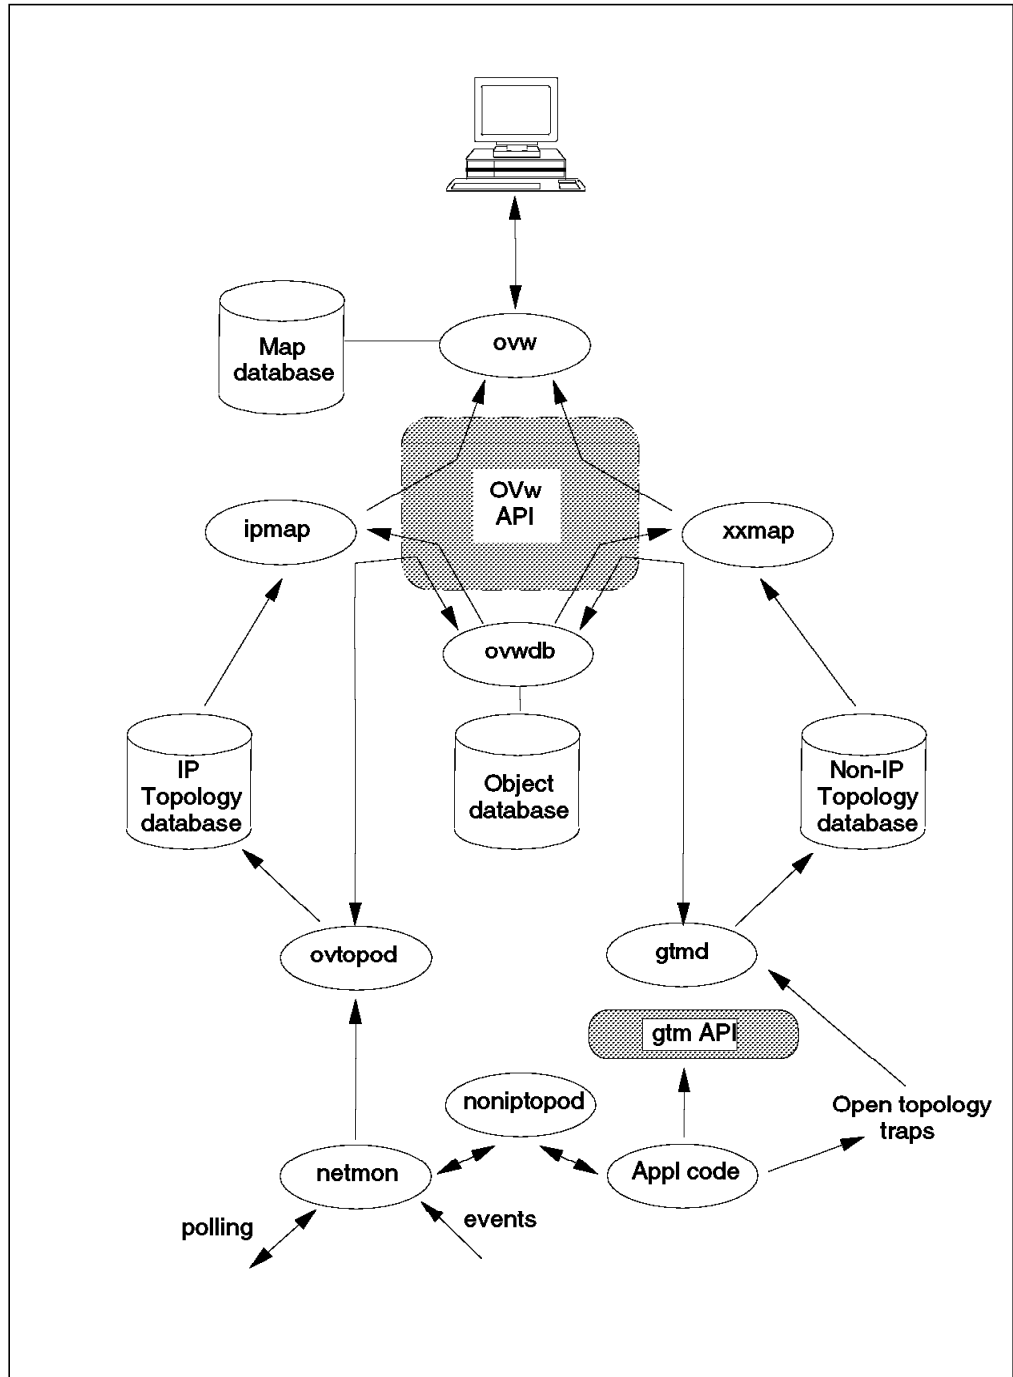 ovw
Map
database
OVw
API
ipmap
xxmap
ovwdb
IP
Topology
database
Object
database
Non-IP
Topology
database
ovtopod
gtmd
gtm API
noniptopod
Open topology
traps
netmon
Appl code
polling
events